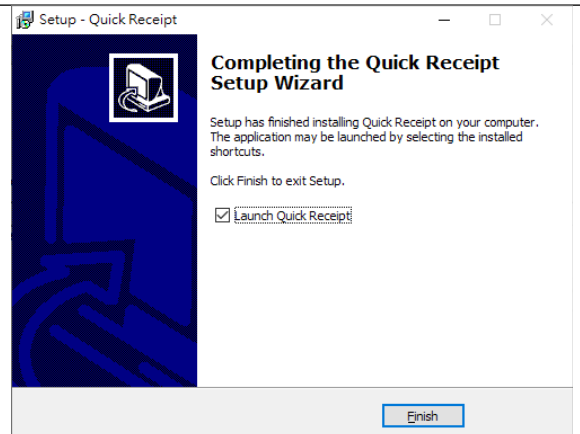 Setup - Quick Receipt
Completing the Quick Receipt
Setup Wizard
Setup has finished installing Quick Receipt on your computer.
The application may be launched by selecting the installed
shortcuts.
Click Finish to exit Setup.
Launch Quick Receipt
Finish